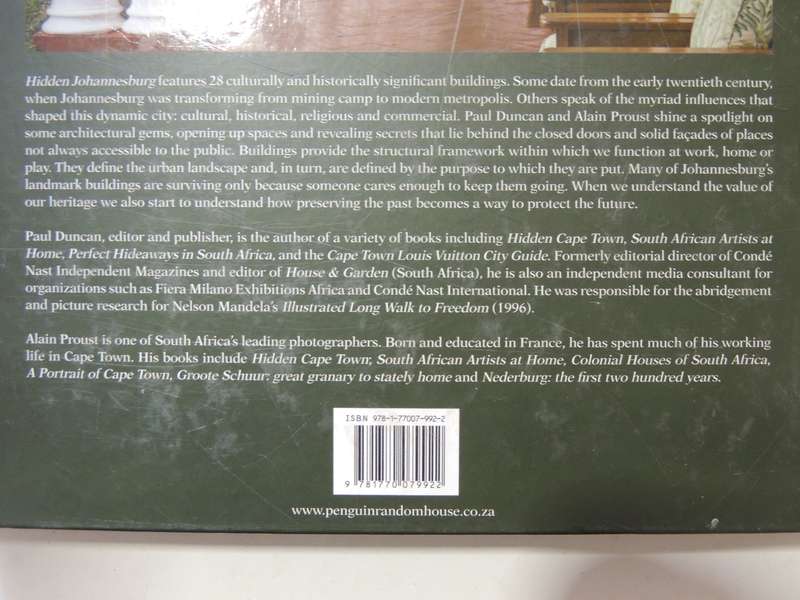 Hidden Johannesburg features 28 culturally and historically significant buildings. Some date from the early twentieth century,
when Johannesburg was transforming from mining camp to modern metropolis. Others speak of the myriad influences that
shaped this dynamic city: cultural, historical, religious and commercial. Paul Duncan and Alain Proust shine a spotlight on
some architectural gems, opening up spaces and revealing secrets that lie behind the closed doors and solid façades of places
not always accessible to the public. Buildings provide the structural framework within which we function at work, home or
play. They define the urban landscape and, in turn, are defined by the purpose to which they are put. Many of Johannesburg's
landmark buildings are surviving only because someone cares enough to keep them going. When we understand the value of
our heritage we also start to understand how preserving the past becomes a way to protect the future.
Paul Duncan, editor and publisher, is the author of a variety of books including Hidden Cape Town, South African Artists at
Home, Perfect Hideaways in South Africa, and the Cape Town Louis Vuitton City Guide. Formerly editorial director of Condé
Nast Independent Magazines and editor of House & Garden (South Africa), he is also an independent media consultant for
organizations such as Fiera Milano Exhibitions Africa and Condé Nast International. He was responsible for the abridgement
and picture research for Nelson Mandela's Illustrated Long Walk to Freedom (1996).
Alain Proust is one of South Africa's leading photographers. Born and educated in France, he has spent much of his working
life in Cape Town. His books include Hidden Cape Town, South African Artists at Home, Colonial Houses of South Africa,
A Portrait of Cape Town, Groote Schuur: great granary to stately home and Nederburg: the first two hundred years.
ISBN 978-1-77007-992-2
9 781770 079922
www.penguinrandomhouse.co.za